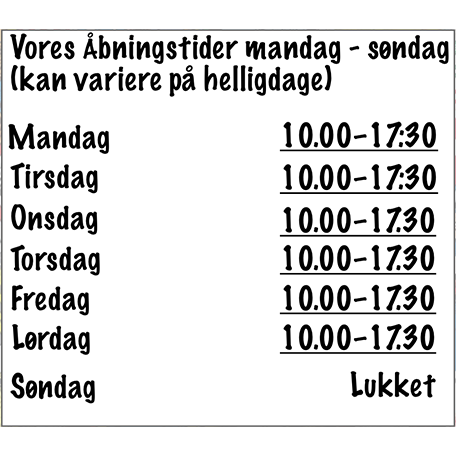 Vores Åbningstider mandag - søndag
(kan variere på helligdage)
Mandag 10.00-17:30
Tirsdag 10.00-17:30
Onsdag 10.00-17.30
Torsdag 10.00-17.30
Fredag 10.00-17.30
Lørdag 10.00-17.30
Søndag Lukket